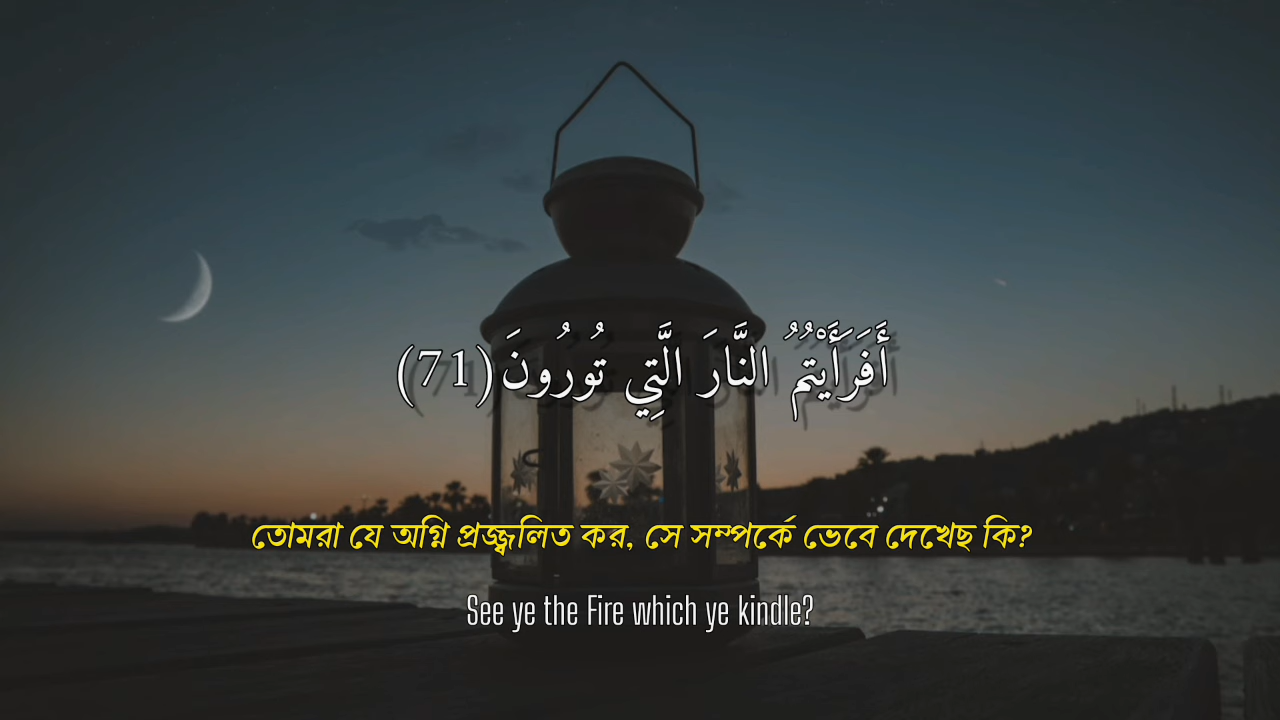 أَفَرَأَيْتُمُ النَّارَ الَّتِي تُورُونَ(71)
তোমরা যে অগ্নি প্রজ্জ্বলিত কর, সে সম্পর্কে ভেবে দেখেছ কি?
See ye the Fire which ye kindle?